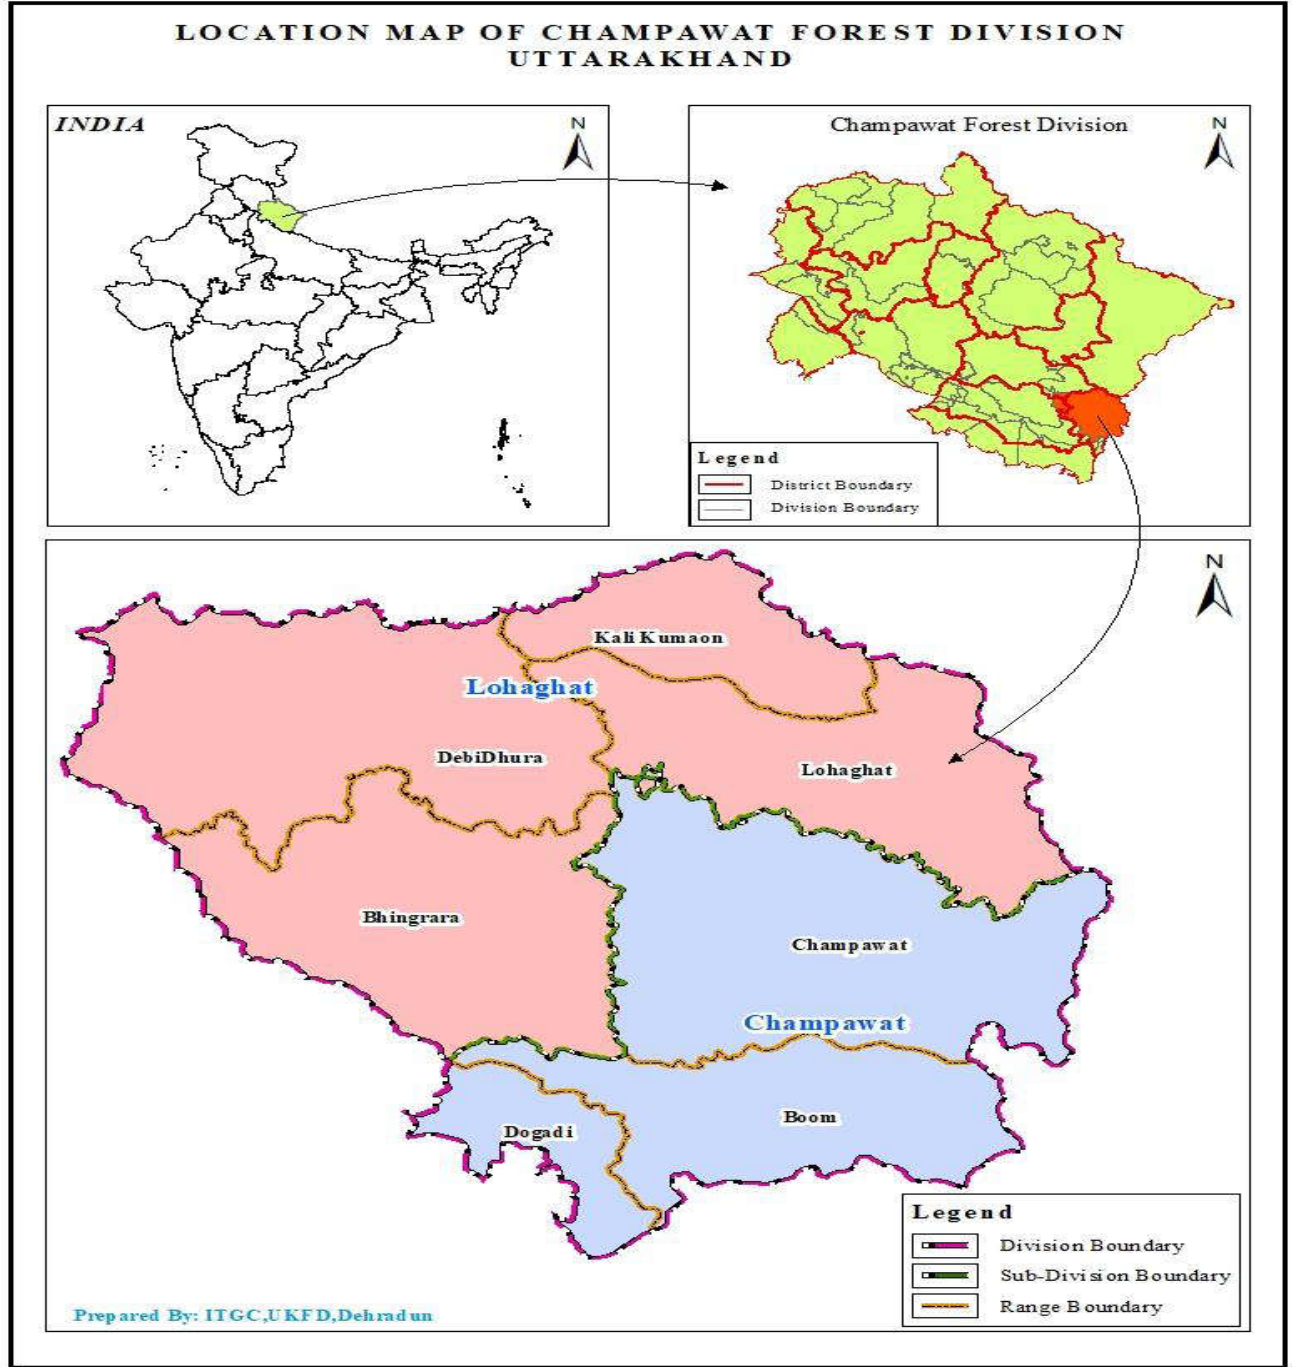 LOCATION MAP OF CHAMPAWAT FOREST DIVISION
UTTARAKHAND
INDIA
N
Champawat Forest Division
N
Legend
District Boundary
Division Boundary
N
Kali Kumaon
Lohaghat
DebiDhura
Lohaghat
Bhingrara
Champawat
Champawat
Boom
Dogadi
Legend
Division Boundary
Sub-Division Boundary
Range Boundary
Prepared By: ITGC,UKFD,Dehradun